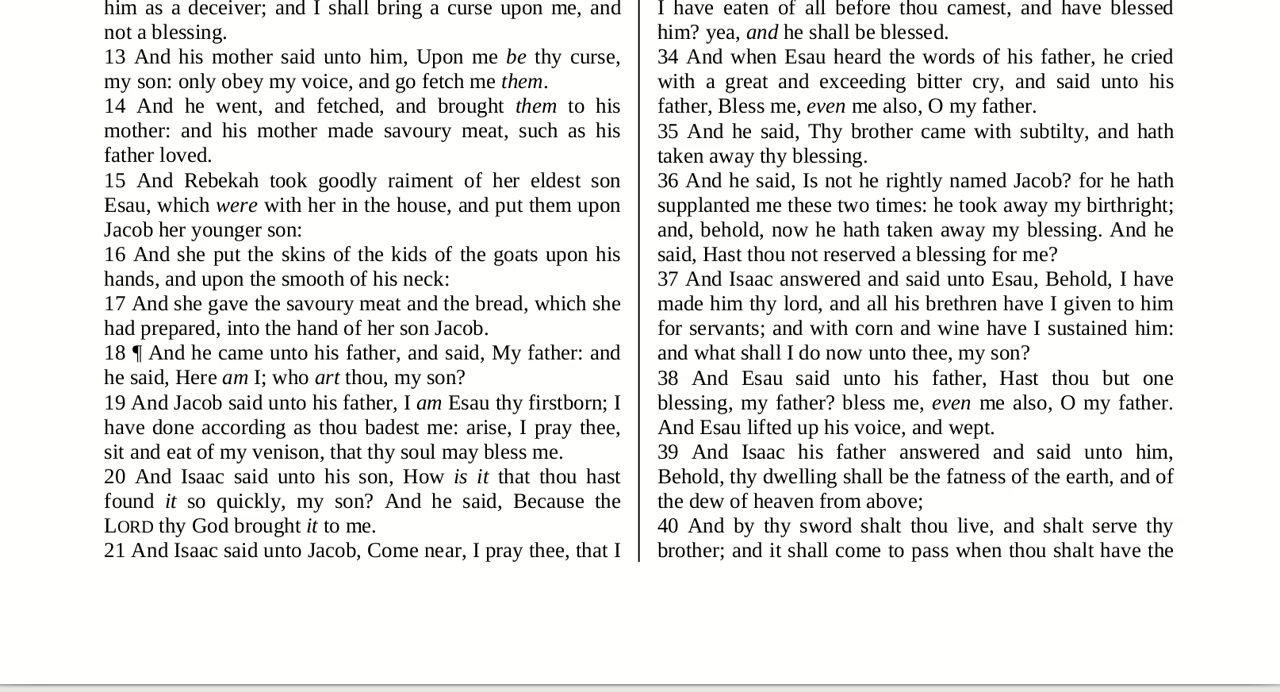 him as a deceiver; and I shall bring a curse upon me, and
not a blessing.
13 And his mother said unto him, Upon me be thy curse,
my son: only obey my voice, and go fetch me them.
14 And he went, and fetched, and brought them to his
mother: and his mother made savoury meat, such as his
father loved.
15 And Rebekah took goodly raiment of her eldest son
Esau, which were with her in the house, and put them upon
Jacob her younger son:
16 And she put the skins of the kids of the goats upon his
hands, and upon the smooth of his neck:
17 And she gave the savoury meat and the bread, which she
had prepared, into the hand of her son Jacob.
18 ¶ And he came unto his father, and said, My father: and
he said, Here am I; who art thou, my son?
19 And Jacob said unto his father, I am Esau thy firstborn; I
have done according as thou badest me: arise, I pray thee,
sit and eat of my venison, that thy soul may bless me.
20 And Isaac said unto his son, How is it that thou hast
found it so quickly, my son? And he said, Because the
LORD thy God brought it to me.
21 And Isaac said unto Jacob, Come near, I pray thee, that I
I have eaten of all before thou camest, and have blessed
him? yea, and he shall be blessed.
34 And when Esau heard the words of his father, he cried
with a great and exceeding bitter cry, and said unto his
father, Bless me, even me also, O my father.
35 And he said, Thy brother came with subtilty, and hath
taken away thy blessing.
36 And he said, Is not he rightly named Jacob? for he hath
supplanted me these two times: he took away my birthright;
and, behold, now he hath taken away my blessing. And he
said, Hast thou not reserved a blessing for me?
37 And Isaac answered and said unto Esau, Behold, I have
made him thy lord, and all his brethren have I given to him
for servants; and with corn and wine have I sustained him:
and what shall I do now unto thee, my son?
38 And Esau said unto his father, Hast thou but one
blessing, my father? bless me, even me also, O my father.
And Esau lifted up his voice, and wept.
39 And Isaac his father answered and said unto him,
Behold, thy dwelling shall be the fatness of the earth, and of
the dew of heaven from above;
40 And by thy sword shalt thou live, and shalt serve thy
brother; and it shall come to pass when thou shalt have the